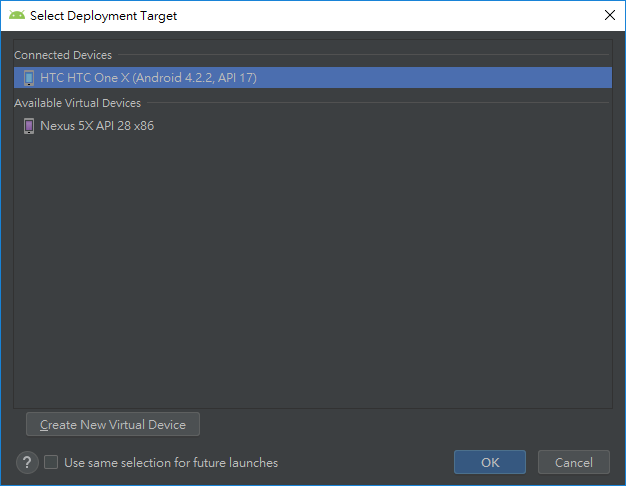 Select Deployment Target
Connected Devices
HTC HTC One X (Android 4.2.2, API 17)
Available Virtual Devices
Nexus 5X API 28 x86
Create New Virtual Device
? Use same selection for future launches OK Cancel